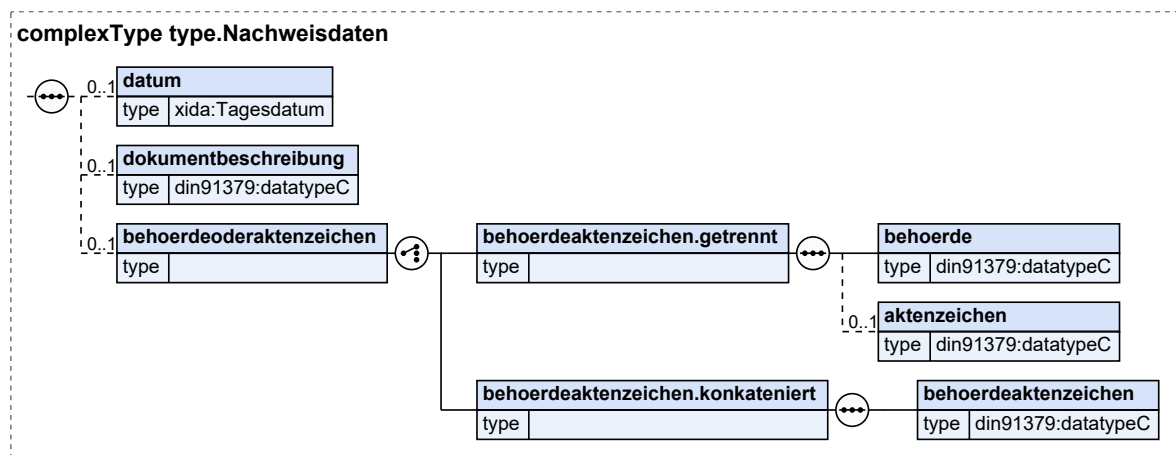 complexType type.Nachweisdaten
0..1 datum
type xida:Tagesdatum
0..1 dokumentbeschreibung
type din91379:datatypeC
0..1 behoerdeoderaktenzeichen
type
behoerdeaktenzeichen.getrennt
type
behoerde
type din91379:datatypeC
0..1 aktenzeichen
type din91379:datatypeC
behoerdeaktenzeichen.konkateniert
type
behoerdeaktenzeichen
type din91379:datatypeC